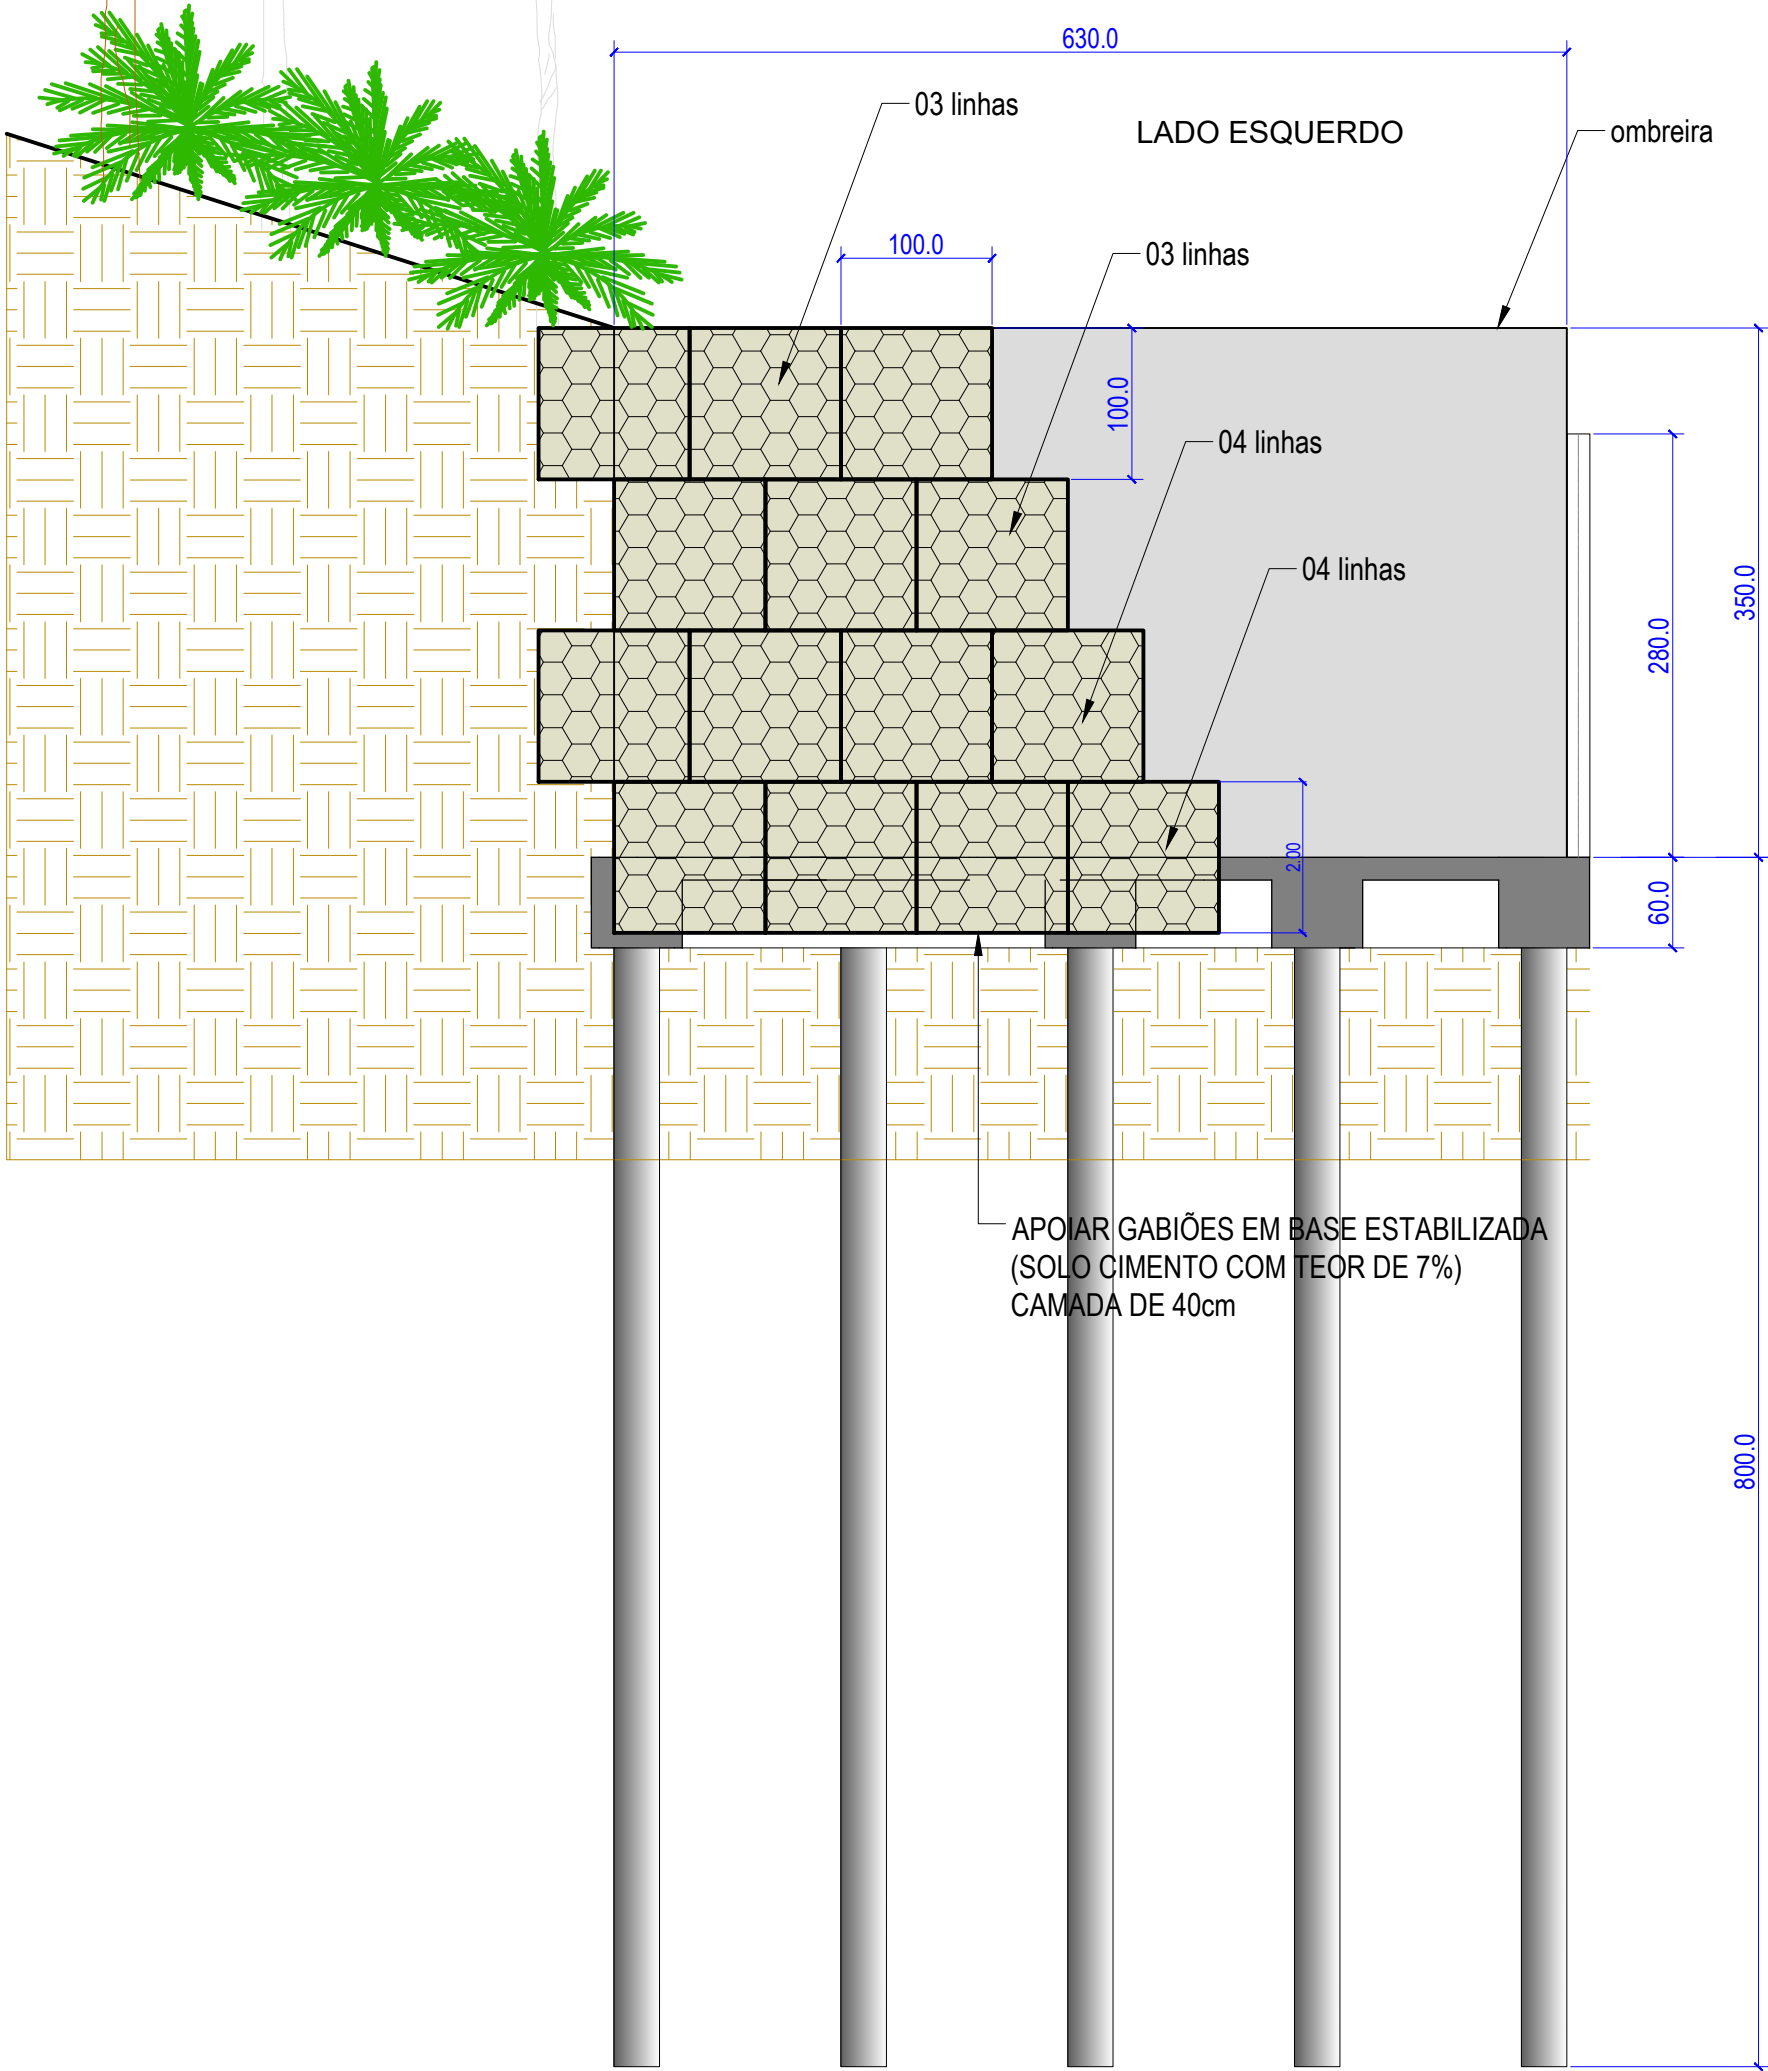 630.0
03 linhas
LADO ESQUERDO
ombreira
100.0
03 linhas
100.0
04 linhas
04 linhas
350.0
280.0
2.00
60.0
APOIAR GABIÕES EM BASE ESTABILIZADA
(SOLO CIMENTO COM TEOR DE 7%)
CAMADA DE 40cm
800.0